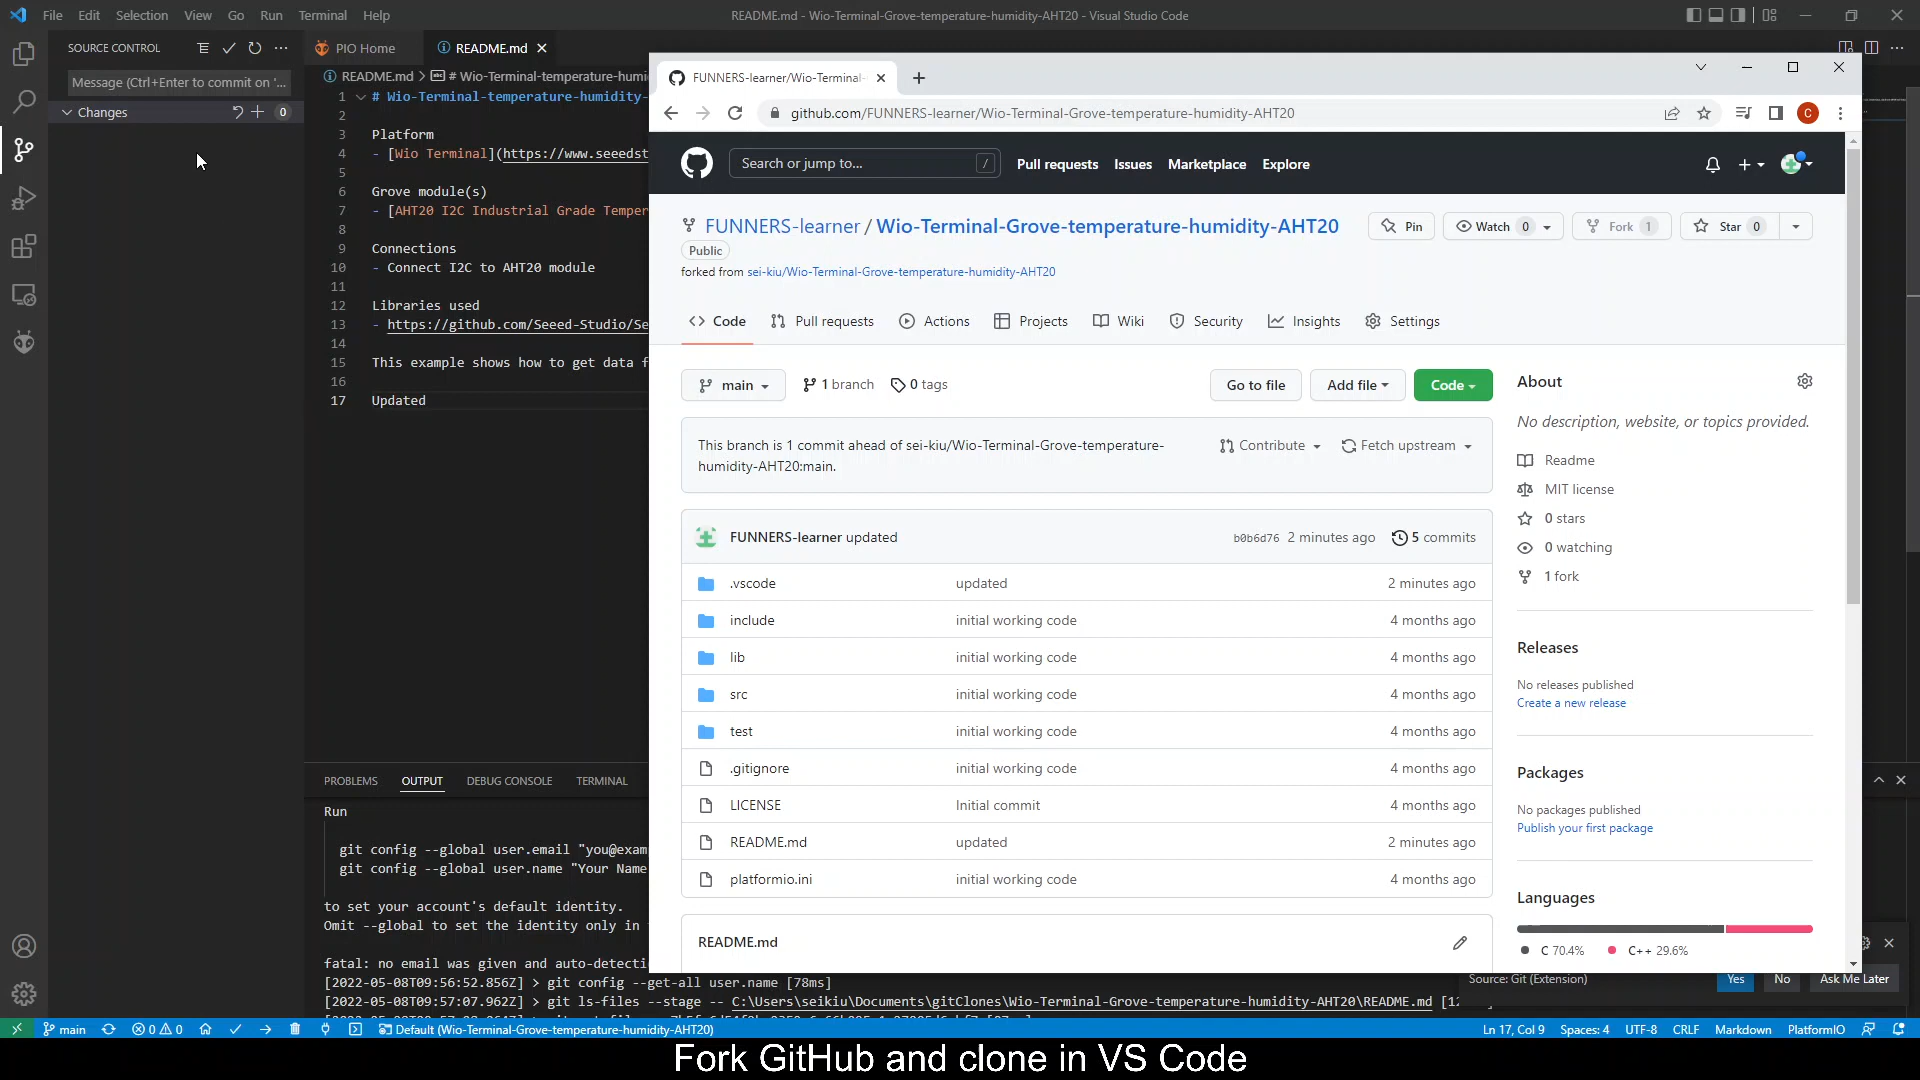 File Edit Selection View Go Run Terminal Help
README.md - Wio-Terminal-Grove-temperature-humidity-AHT20 - Visual Studio Code
SOURCE CONTROL
Message (Ctrl+Enter to commit on '...
Changes
0
PIO Home
README.md
README.md > # Wio-Terminal-temperature-humi
1 # Wio-Terminal-temperature-humidity-
2
3 Platform
4 - [Wio Terminal](https://www.seeedst
5
6 Grove module(s)
7 - [AHT20 I2C Industrial Grade Temper
8
9 Connections
10 - Connect I2C to AHT20 module
11
12 Libraries used
13 - https://github.com/Seeed-Studio/Se
14
15 This example shows how to get data f
16
17 Updated
PROBLEMS OUTPUT DEBUG CONSOLE TERMINAL
Run
git config --global user.email "you@exam
git config --global user.name "Your Name
to set your account's default identity.
Omit --global to set the identity only in
fatal: no email was given and auto-detecti
[2022-05-08T09:56:52.856Z] > git config --get-all user.name [78ms]
[2022-05-08T09:57:07.962Z] > git ls-files --stage -- C:\Users\seikiu\Documents\gitClones\Wio-Terminal-Grove-temperature-humidity-AHT20\README.md [12
FUNNERS-learner/Wio-Terminal-
github.com/FUNNERS-learner/Wio-Terminal-Grove-temperature-humidity-AHT20
C
Search or jump to... /
Pull requests Issues Marketplace Explore
FUNNERS-learner / Wio-Terminal-Grove-temperature-humidity-AHT20
Public
forked from sei-kiu/Wio-Terminal-Grove-temperature-humidity-AHT20
Pin Watch 0 Fork 1 Star 0
Code Pull requests Actions Projects Wiki Security Insights Settings
main 1 branch 0 tags
Go to file Add file Code
This branch is 1 commit ahead of sei-kiu/Wio-Terminal-Grove-temperature-
humidity-AHT20:main.
Contribute Fetch upstream
FUNNERS-learner updated b0b6d76 2 minutes ago 5 commits
.vscode updated 2 minutes ago
include initial working code 4 months ago
lib initial working code 4 months ago
src initial working code 4 months ago
test initial working code 4 months ago
.gitignore initial working code 4 months ago
LICENSE Initial commit 4 months ago
README.md updated 2 minutes ago
platformio.ini initial working code 4 months ago
README.md
About
No description, website, or topics provided.
Readme
MIT license
0 stars
0 watching
1 fork
Releases
No releases published
Create a new release
Packages
No packages published
Publish your first package
Languages
C 70.4% C++ 29.6%
Source: Git (Extension) Yes No Ask Me Later
main 0 0 Default (Wio-Terminal-Grove-temperature-humidity-AHT20)
Ln 17, Col 9 Spaces: 4 UTF-8 CRLF Markdown PlatformIO
Fork GitHub and clone in VS Code